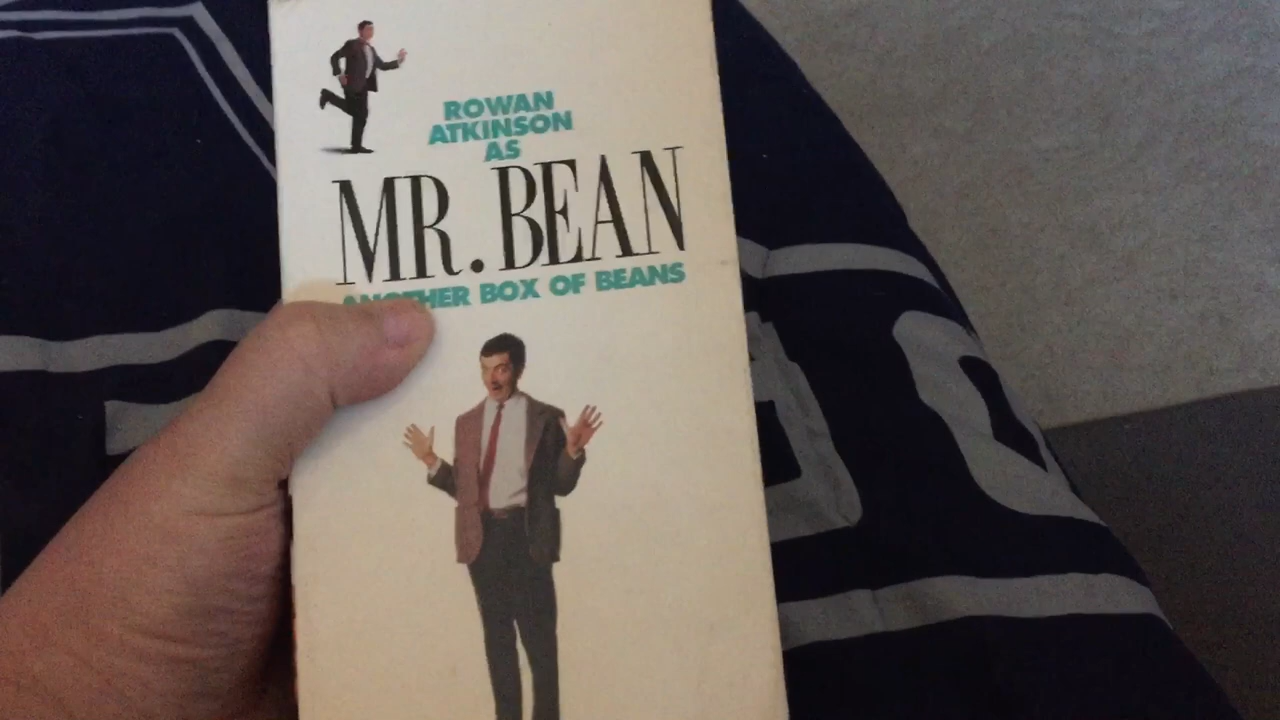 ROWAN
ATKINSON
AS
MR. BEAN
ANOTHER BOX OF BEANS